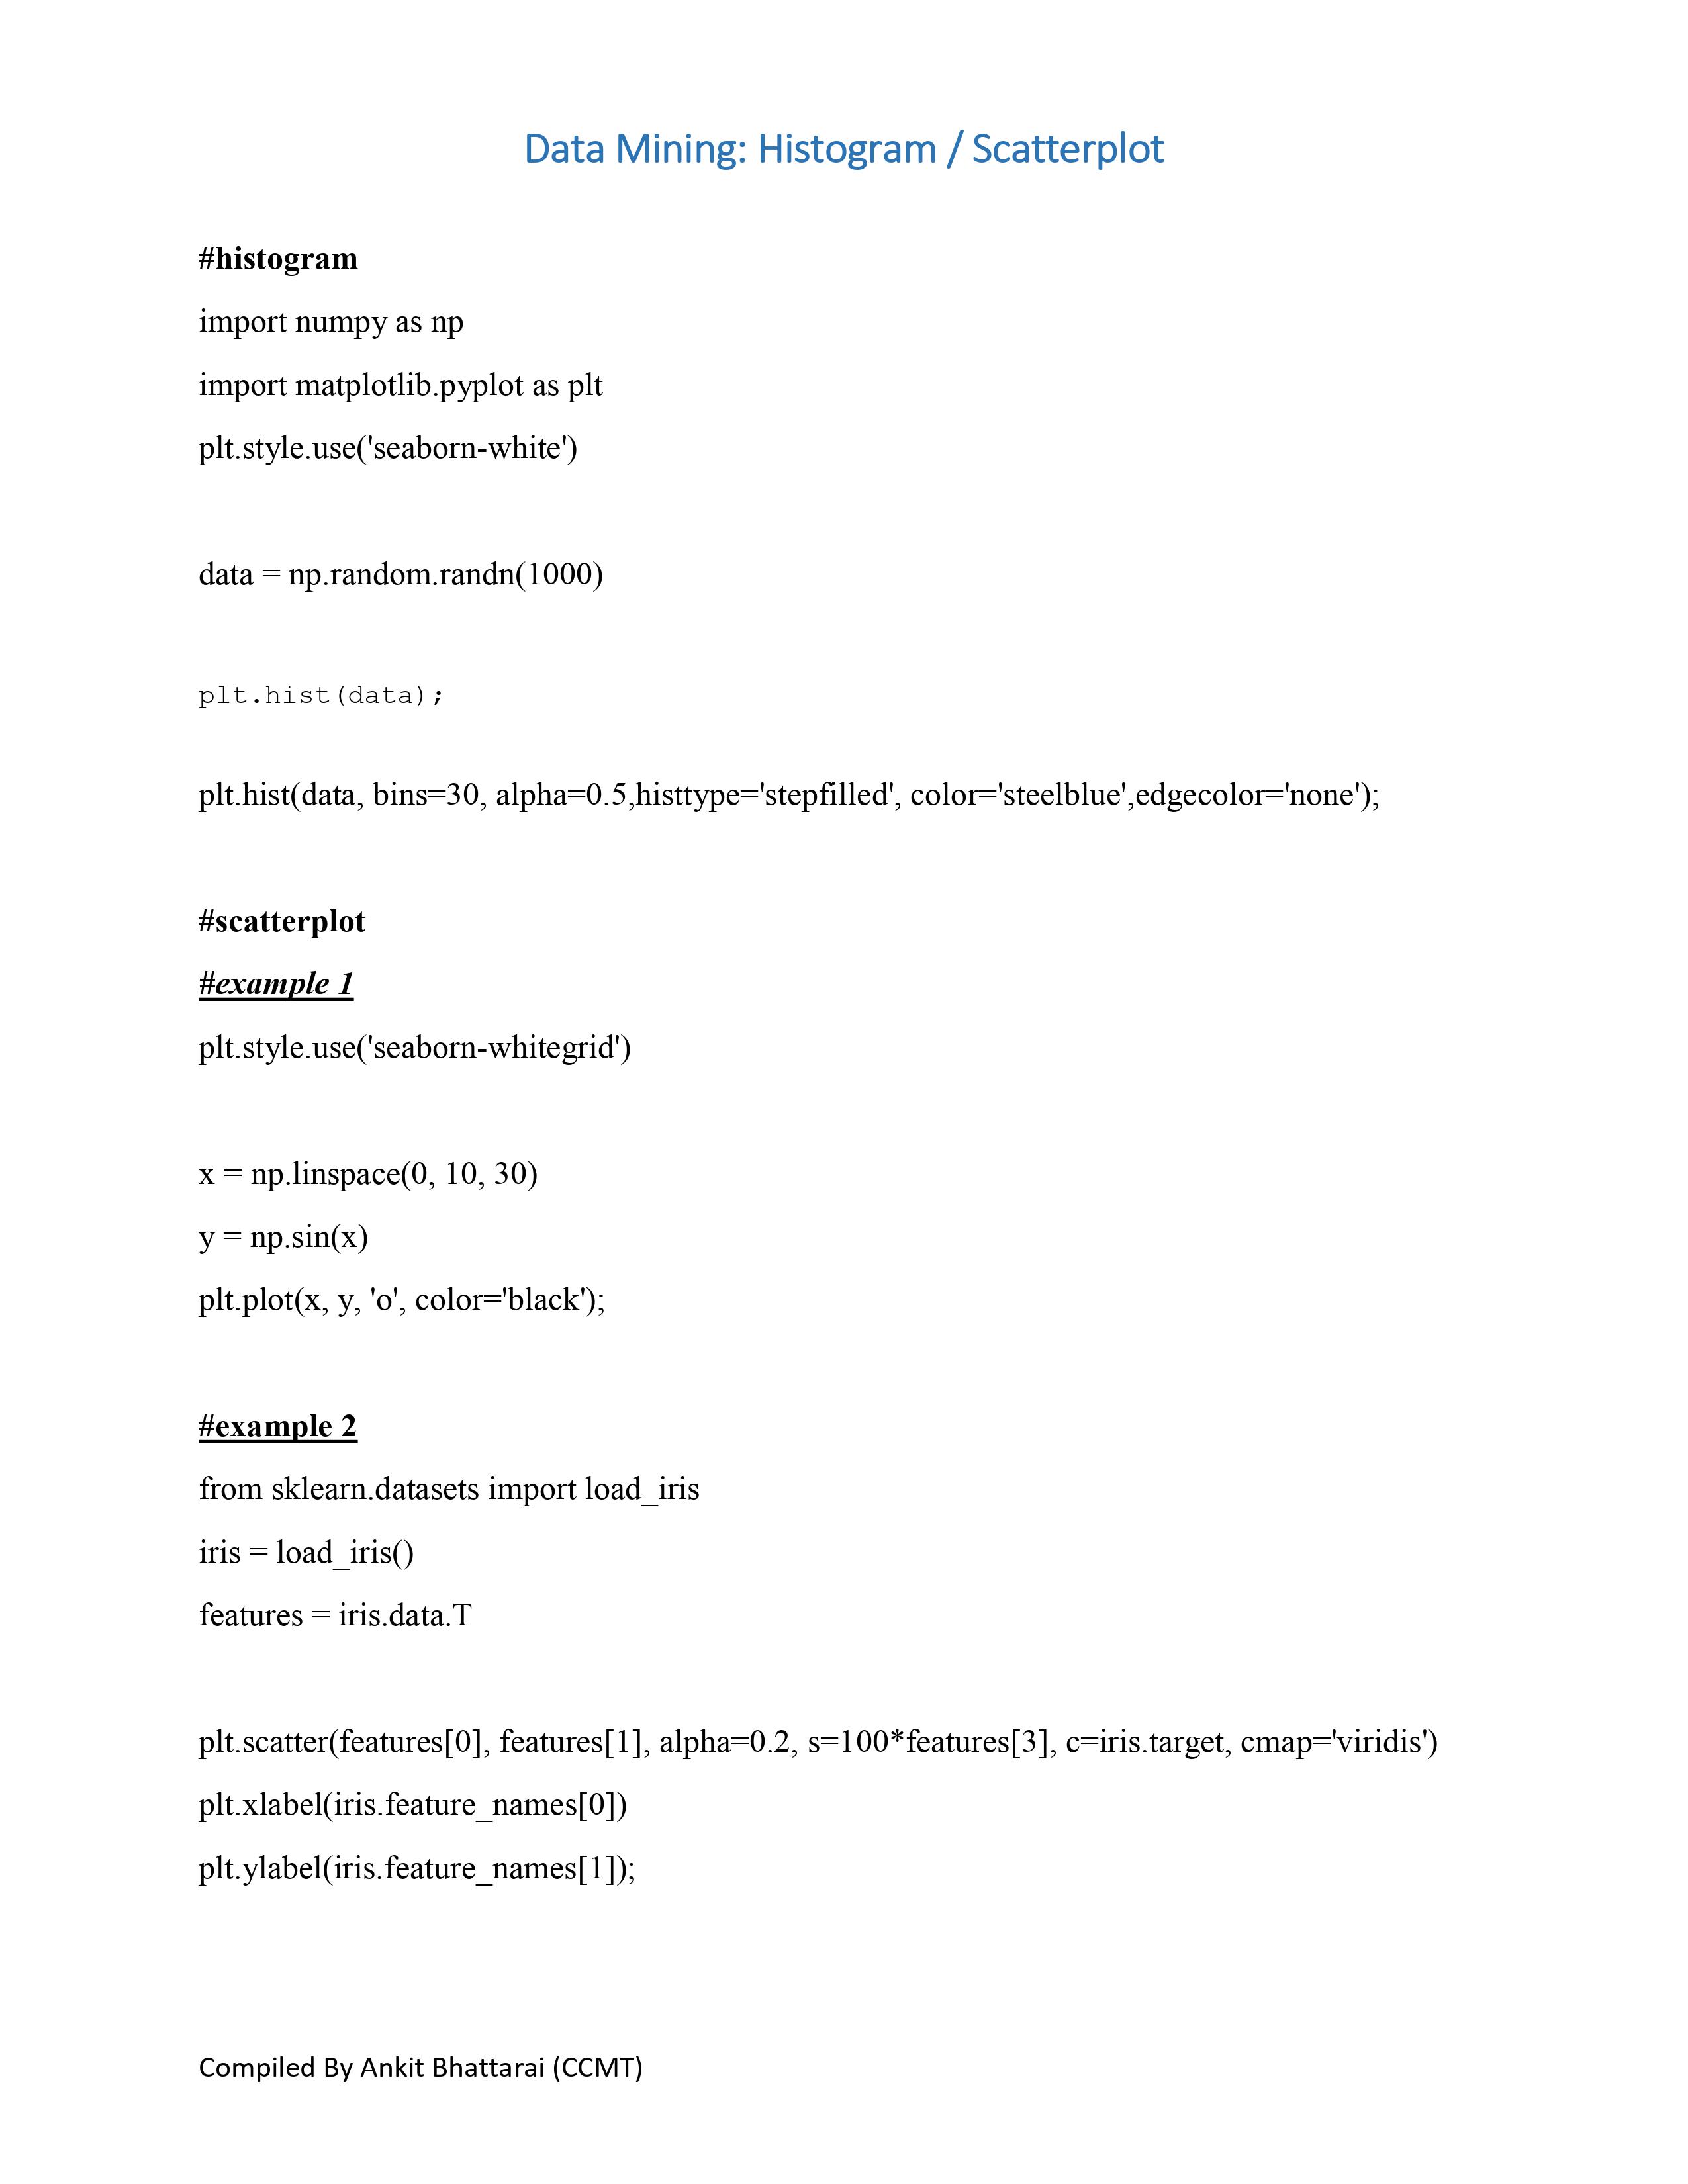 Data Mining: Histogram / Scatterplot
#histogram
import numpy as np
import matplotlib.pyplot as plt
plt.style.use('seaborn-white')
data = np.random.randn(1000)
plt.hist(data);
plt.hist(data, bins=30, alpha=0.5,histtype='stepfilled', color='steelblue',edgecolor='none');
#scatterplot
#example 1
plt.style.use('seaborn-whitegrid')
x = np.linspace(0, 10, 30)
y = np.sin(x)
plt.plot(x, y, 'o', color='black');
#example 2
from sklearn.datasets import load_iris
iris = load_iris()
features = iris.data.T
plt.scatter(features[0], features[1], alpha=0.2, s=100*features[3], c=iris.target, cmap='viridis')
plt.xlabel(iris.feature_names[0])
plt.ylabel(iris.feature_names[1]);
Compiled By Ankit Bhattarai (CCMT)